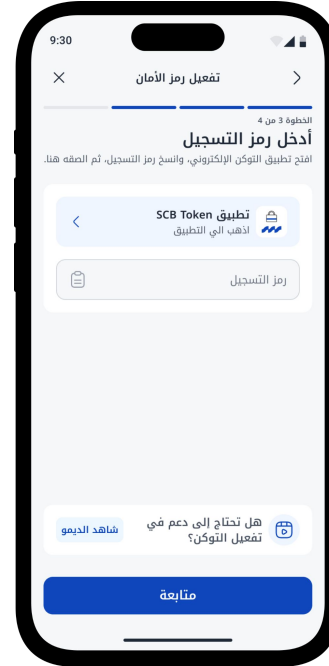 9:30
تفعيل رمز الأمان
الخطوة 3 من 4
أدخل رمز التسجيل
افتح تطبيق التوكن الإلكتروني، وانسخ رمز التسجيل، ثم الصقه هنا.
تطبيق SCB Token
اذهب الي التطبيق
رمز التسجيل
هل تحتاج إلى دعم في
تفعيل التوكن؟
شاهد الديمو
متابعة